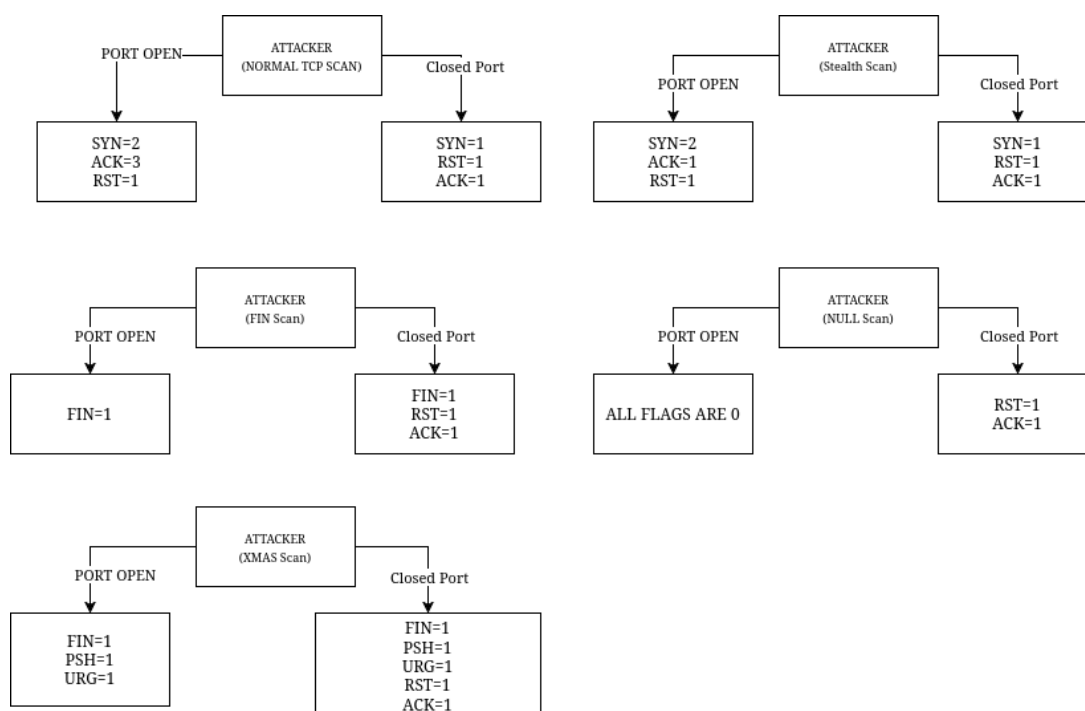 ATTACKER
(NORMAL TCP SCAN)
PORT OPEN
Closed Port
SYN=2
ACK=3
RST=1
SYN=1
RST=1
ACK=1
ATTACKER
(Stealth Scan)
PORT OPEN
Closed Port
SYN=2
ACK=1
RST=1
SYN=1
RST=1
ACK=1
ATTACKER
(FIN Scan)
PORT OPEN
Closed Port
FIN=1
FIN=1
RST=1
ACK=1
ATTACKER
(NULL Scan)
PORT OPEN
Closed Port
ALL FLAGS ARE 0
RST=1
ACK=1
ATTACKER
(XMAS Scan)
PORT OPEN
Closed Port
FIN=1
PSH=1
URG=1
FIN=1
PSH=1
URG=1
RST=1
ACK=1